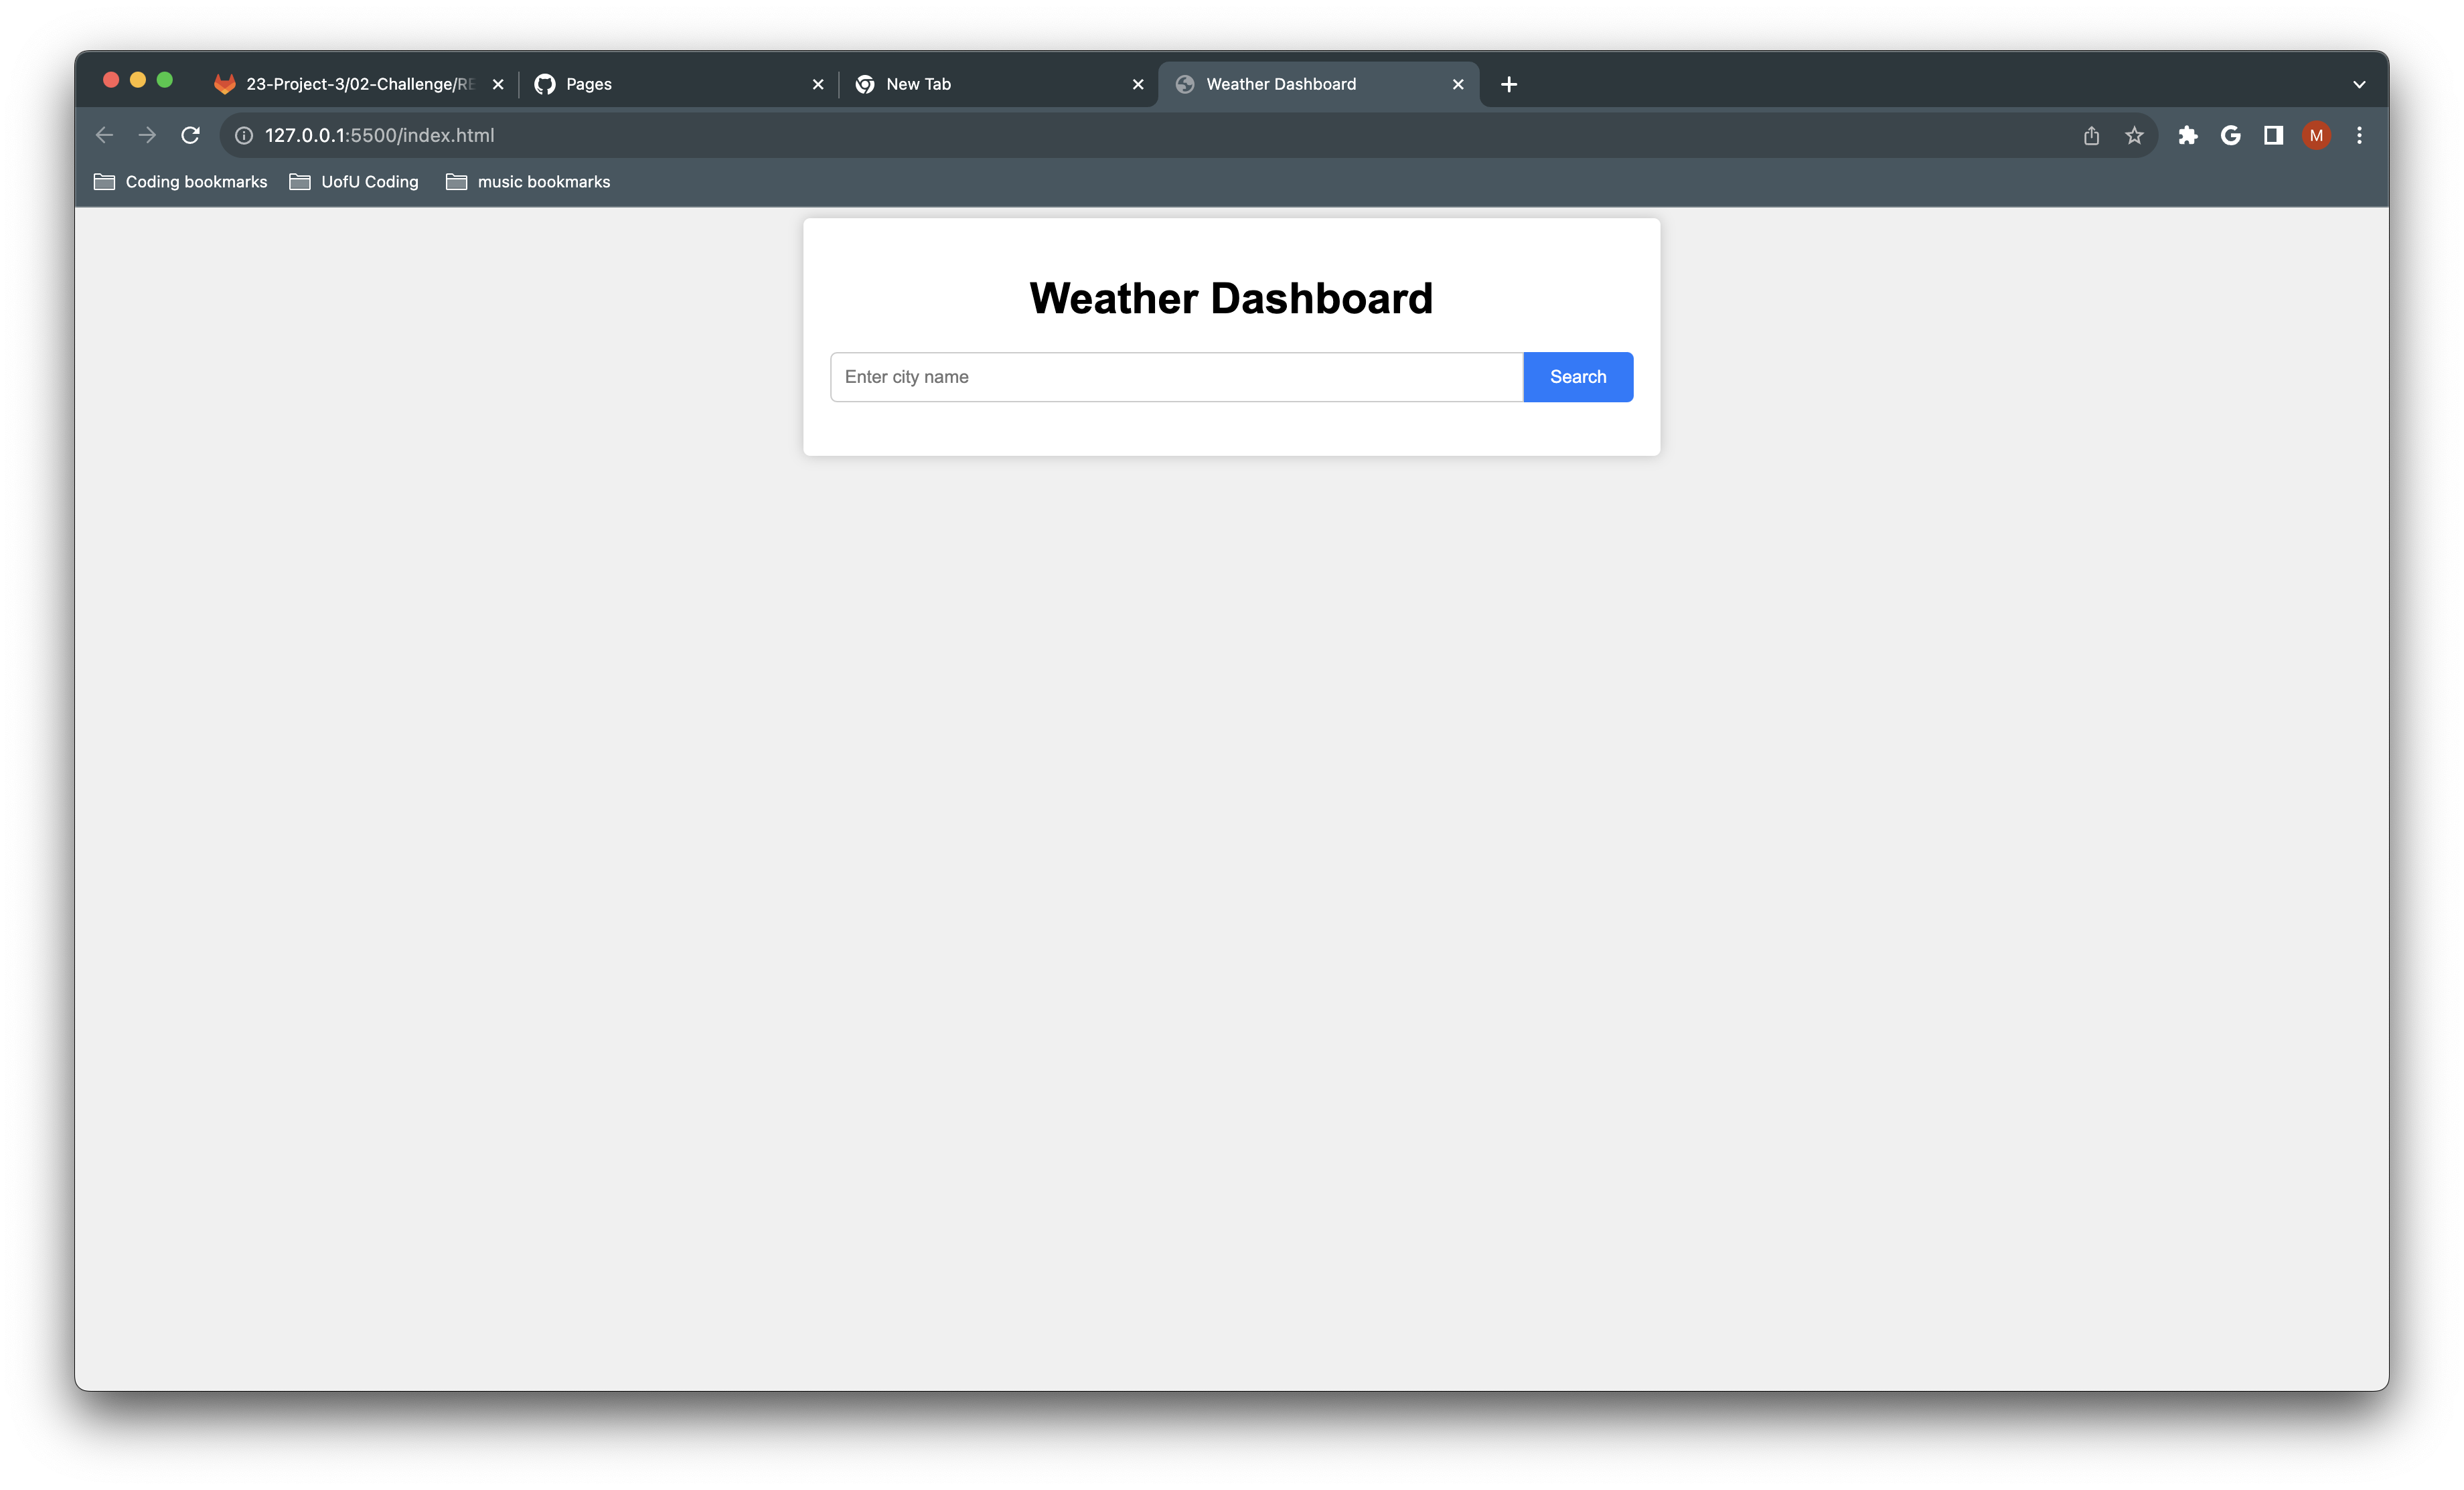 23-Project-3/02-Challenge/RE
Pages
New Tab
Weather Dashboard
127.0.0.1:5500/index.html
M
Coding bookmarks
UofU Coding
music bookmarks
Weather Dashboard
Enter city name
Search